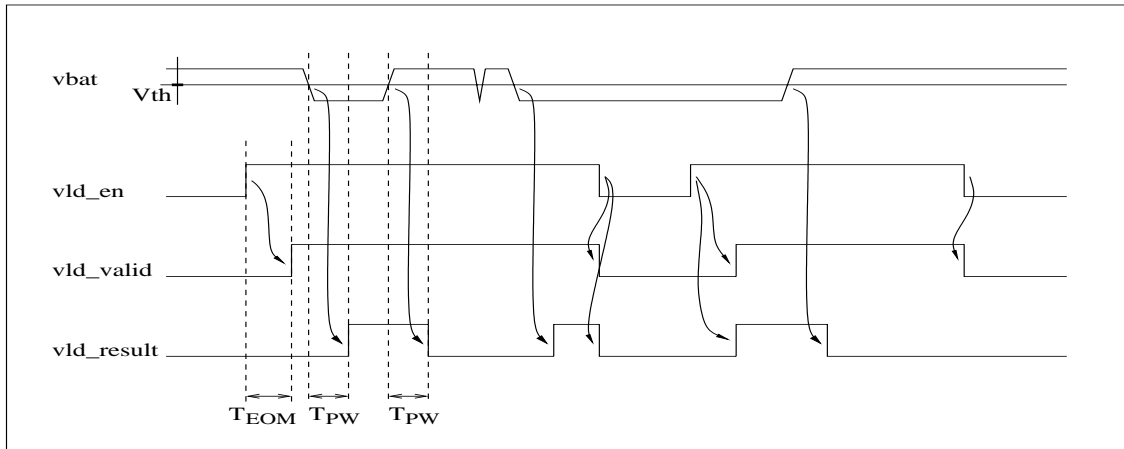 vbat
Vth
vld_en
vld_valid
vld_result
TEOM TPW TPW